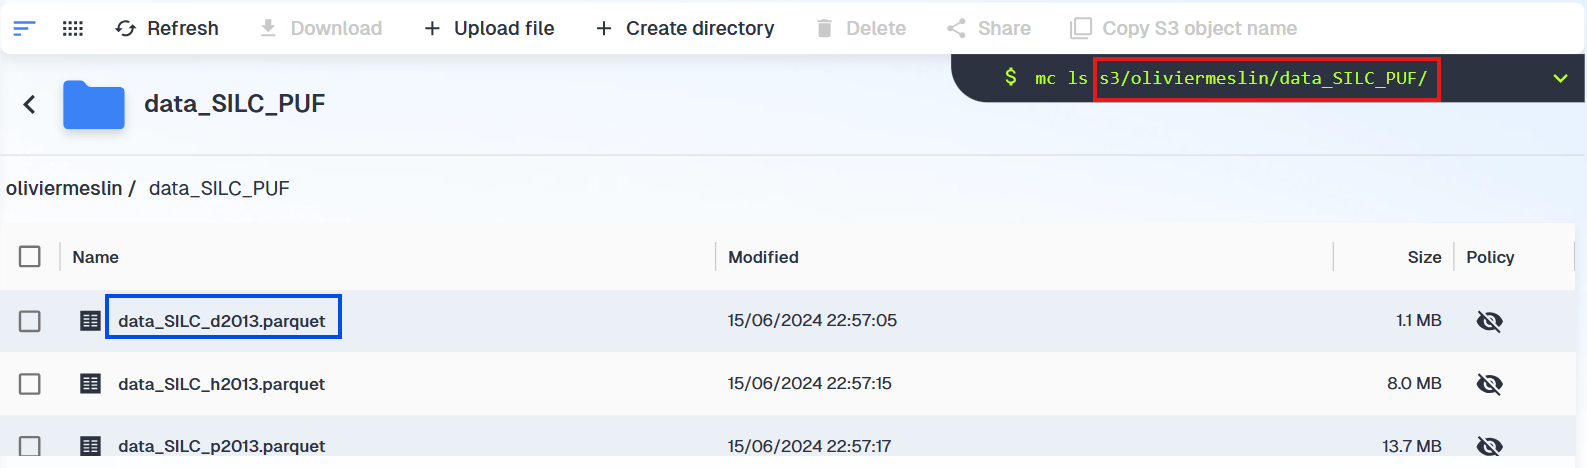 Refresh Download + Upload file + Create directory Delete Share Copy S3 object name
$ mc ls s3/oliviermeslin/data_SILC_PUF/
data_SILC_PUF
oliviermeslin / data_SILC_PUF
Name Modified Size Policy
data_SILC_d2013.parquet 15/06/2024 22:57:05 1.1 MB
data_SILC_h2013.parquet 15/06/2024 22:57:15 8.0 MB
data_SILC_p2013.parquet 15/06/2024 22:57:17 13.7 MB